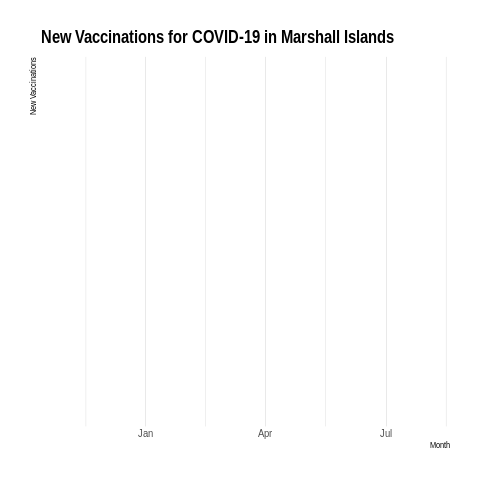 New Vaccinations for COVID-19 in Marshall Islands
New Vaccinations
Jan
Apr
Jul
Month